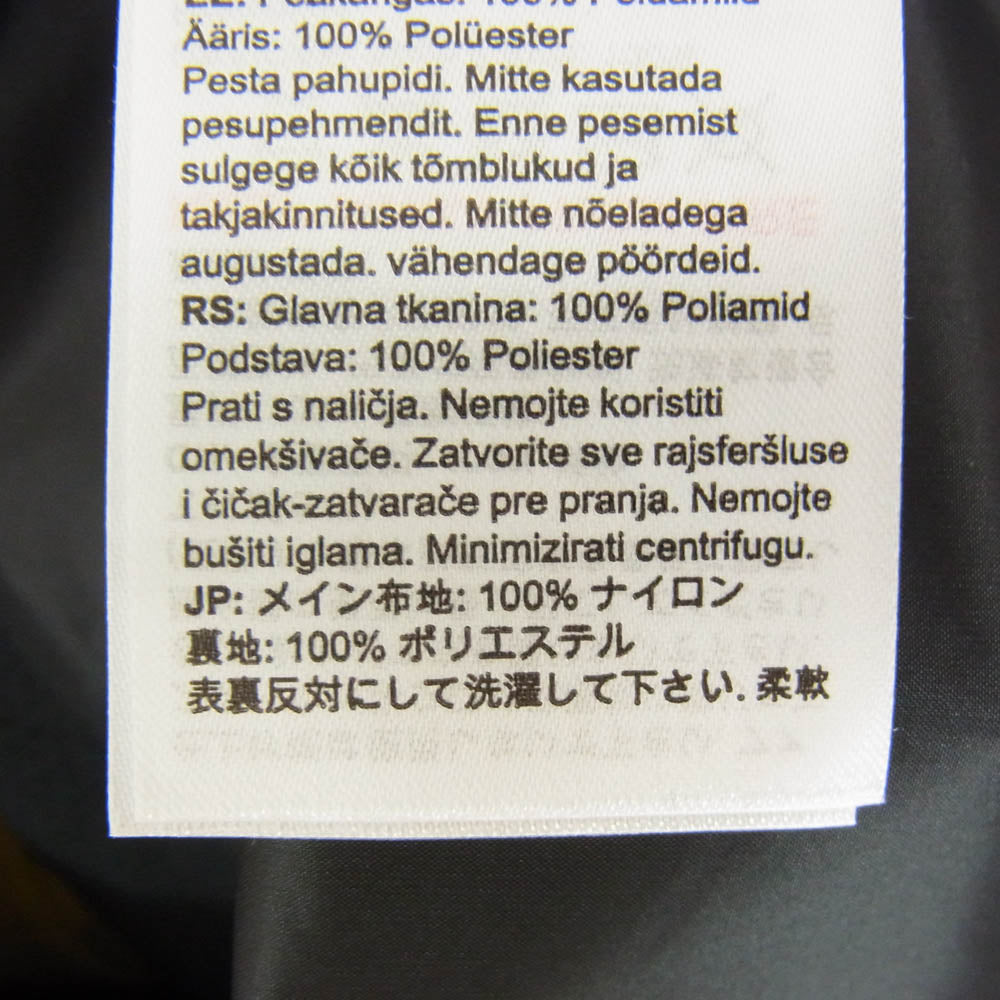 100%
Ääris: 100% Polüester
Pesta pahupidi. Mitte kasutada
pesupehmendit. Enne pesemist
sulgege kõik tõmblukud ja
takjakinnitused. Mitte nõeladega
augustada. vähendage pöördeid.
RS: Glavna tkanina: 100% Poliamid
Podstava: 100% Poliester
Prati s naličja. Nemojte koristiti
omekšivače. Zatvorite sve rajsferšluse
i čičak-zatvarače pre pranja. Nemojte
bušiti iglama. Minimizirati centrifugu.
JP: メイン布地: 100% ナイロン
裏地: 100% ポリエステル
表裏反対にして洗濯して下さい. 柔軟